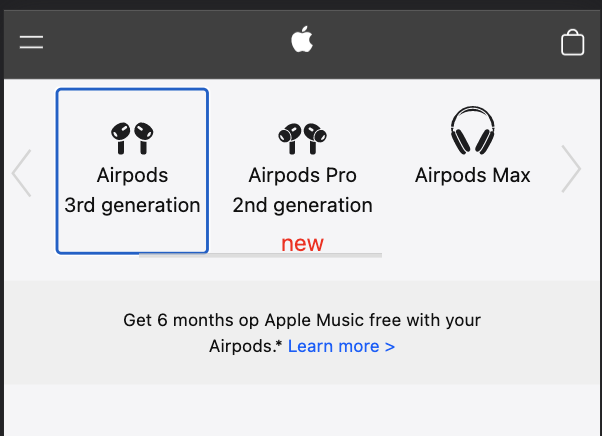 Airpods
3rd generation
Airpods Pro
2nd generation
new
Airpods Max
Get 6 months op Apple Music free with your
Airpods.* Learn more >